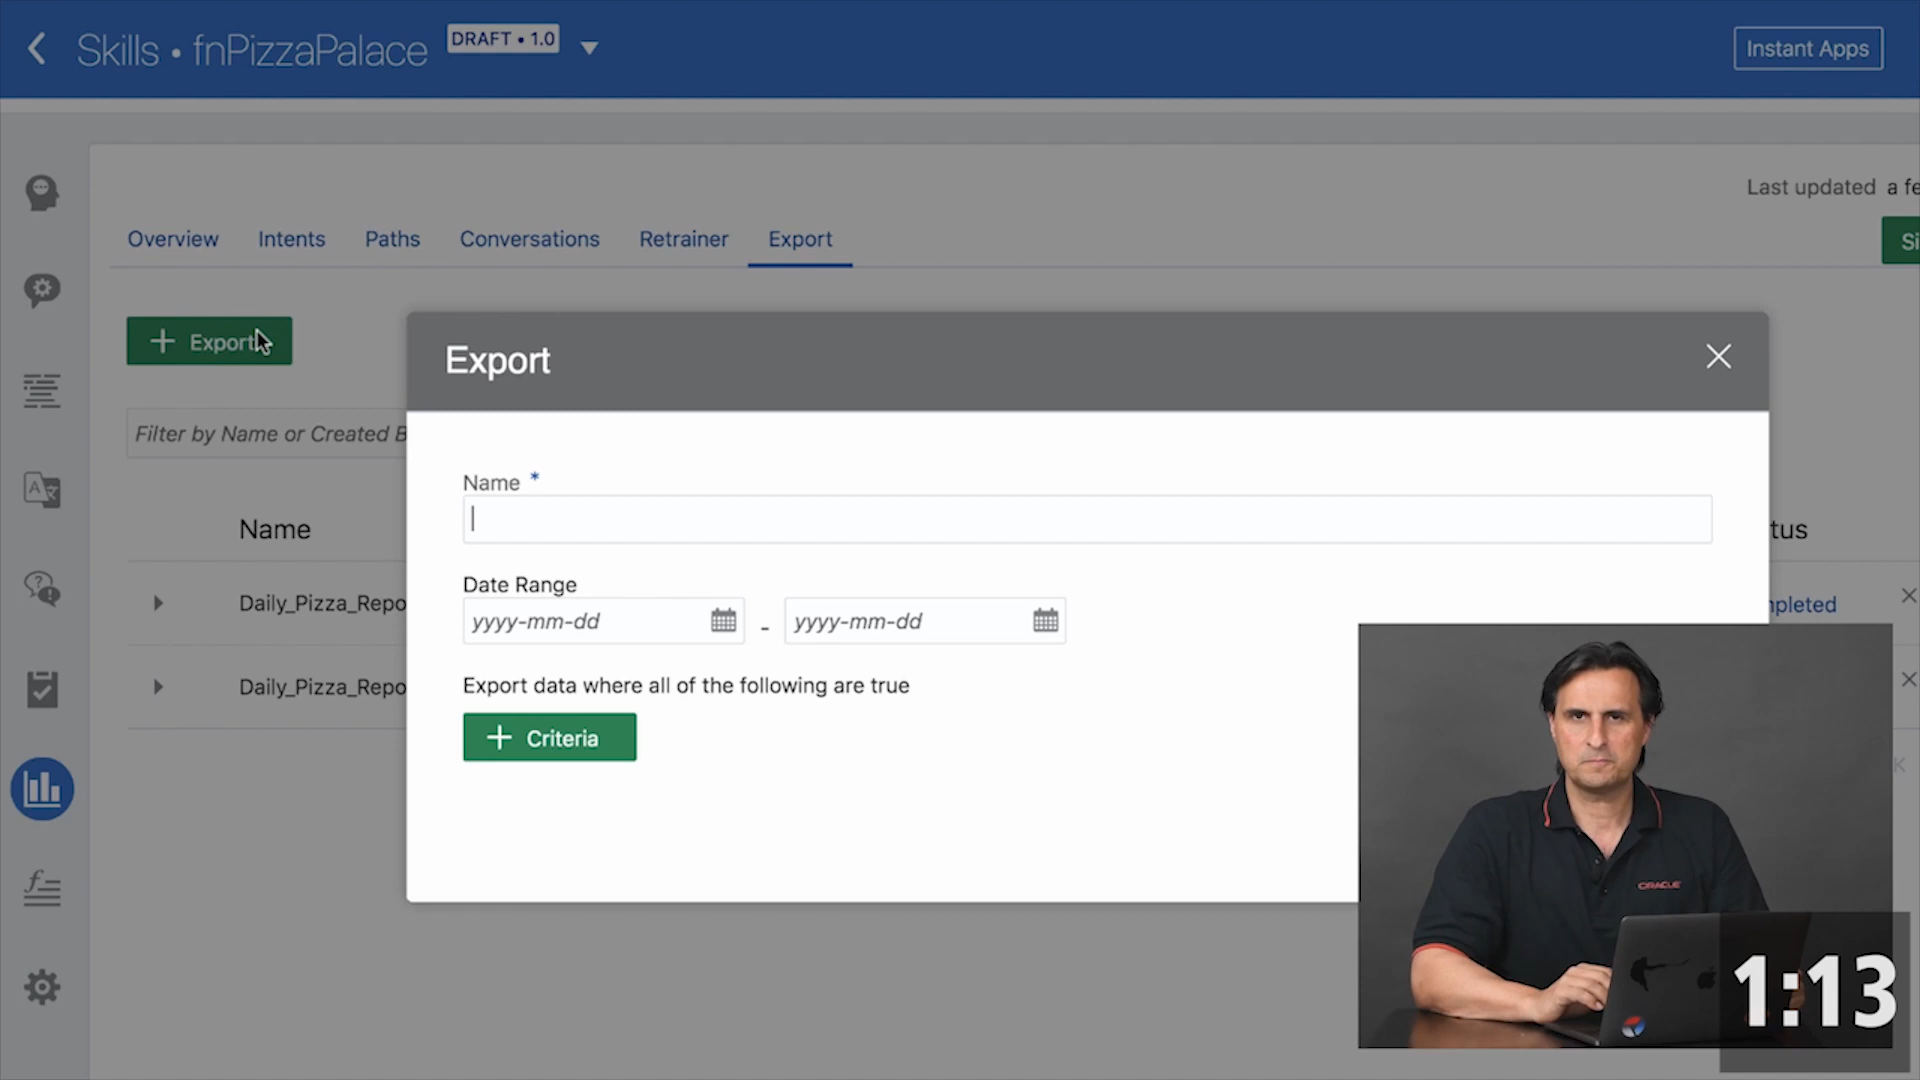 Skills • fnPizzaPalace DRAFT • 1.0
Instant Apps
Last updated a fe
Overview Intents Paths Conversations Retrainer Export
Si
+ Export
Export
Filter by Name or Created B
Name *
Name
tus
Date Range
Daily_Pizza_Repo
mpleted
yyyy-mm-dd - yyyy-mm-dd
Daily_Pizza_Repo
Export data where all of the following are true
+ Criteria
K
ORACLE
1:13